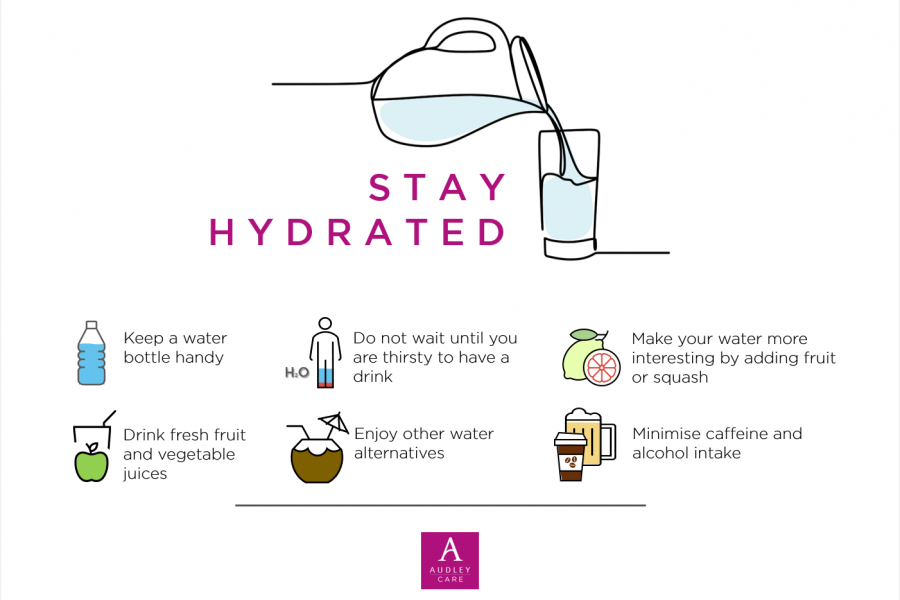 STAY
HYDRATED
Keep a water
bottle handy
H₂O
Do not wait until you
are thirsty to have a
drink
Make your water more
interesting by adding fruit
or squash
Drink fresh fruit
and vegetable
juices
Enjoy other water
alternatives
Minimise caffeine and
alcohol intake
A
AUDLEY
CARE